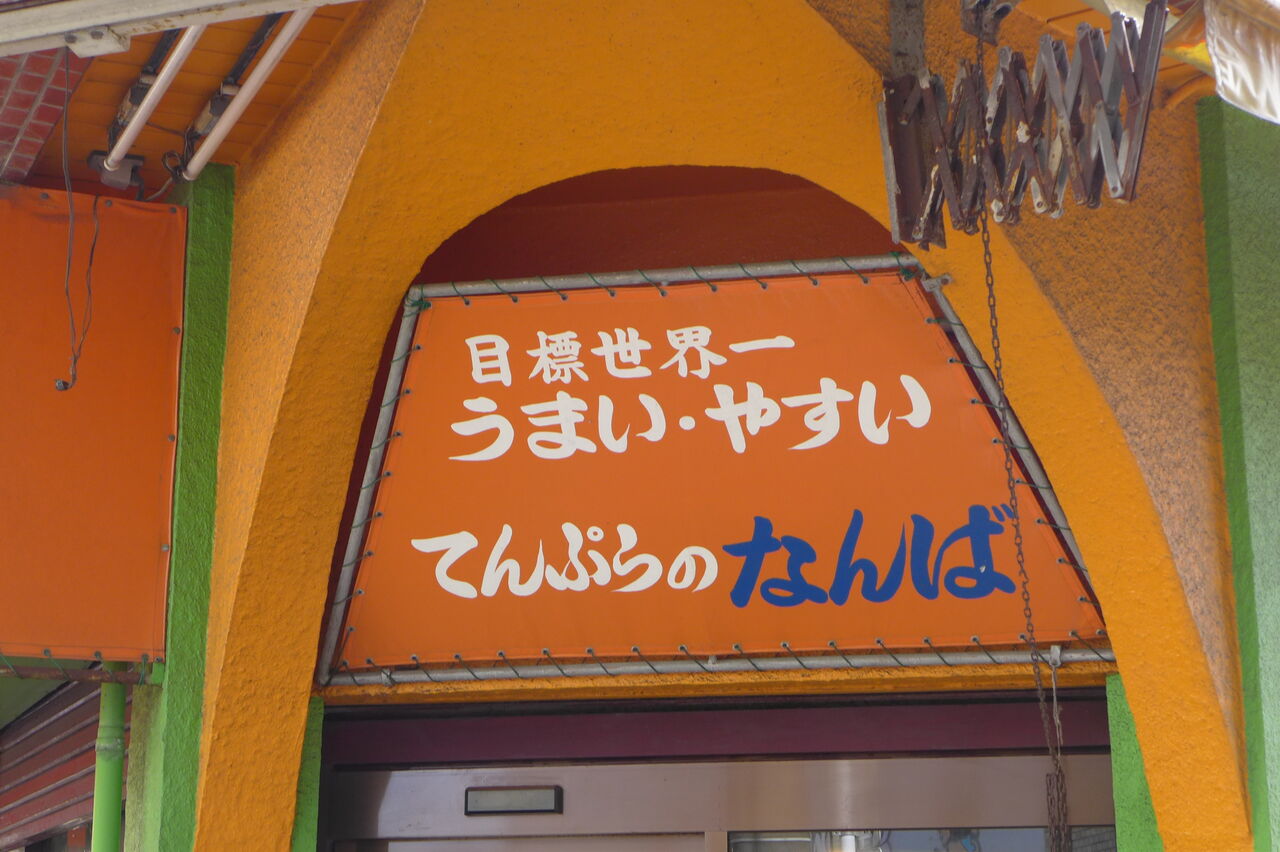 目標世界一
うまい・やすい
てんぷらのなんば